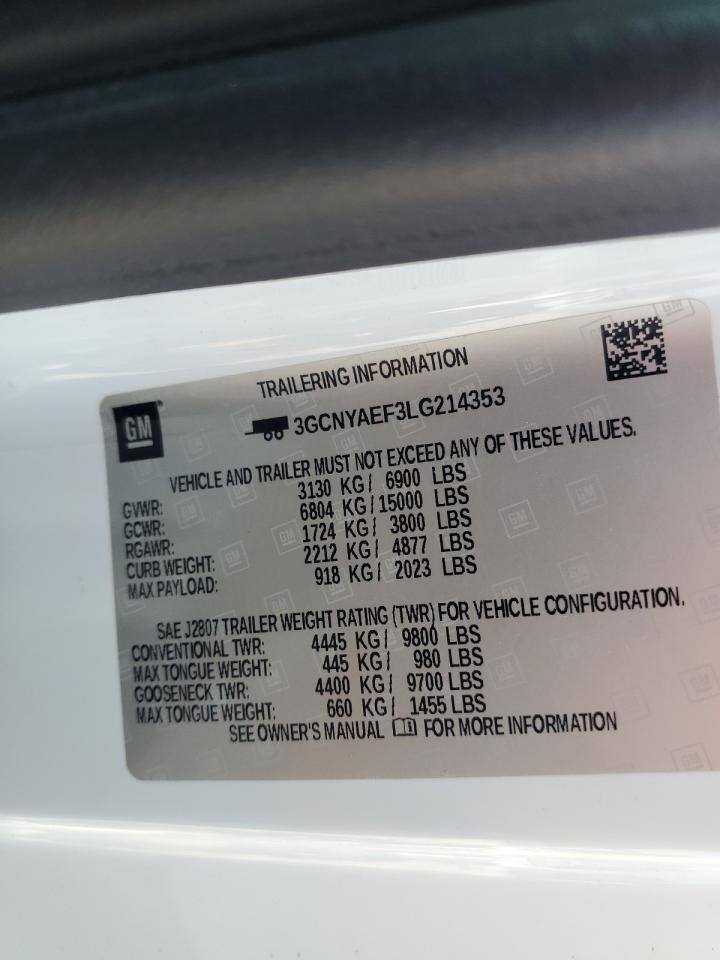 TRAILERING INFORMATION
GM
3GCNYAEF3LG214353
VEHICLE AND TRAILER MUST NOT EXCEED ANY OF THESE VALUES.
GVWR: 3130 KG/ 6900 LBS
GCWR: 6804 KG/15000 LBS
RGAWR: 1724 KG/ 3800 LBS
CURB WEIGHT: 2212 KG/ 4877 LBS
MAX PAYLOAD: 918 KG/ 2023 LBS
SAE J2807 TRAILER WEIGHT RATING (TWR) FOR VEHICLE CONFIGURATION.
CONVENTIONAL TWR: 4445 KG/ 9800 LBS
MAX TONGUE WEIGHT: 445 KG/ 980 LBS
GOOSENECK TWR: 4400 KG/ 9700 LBS
MAX TONGUE WEIGHT: 660 KG/ 1455 LBS
SEE OWNER'S MANUAL FOR MORE INFORMATION